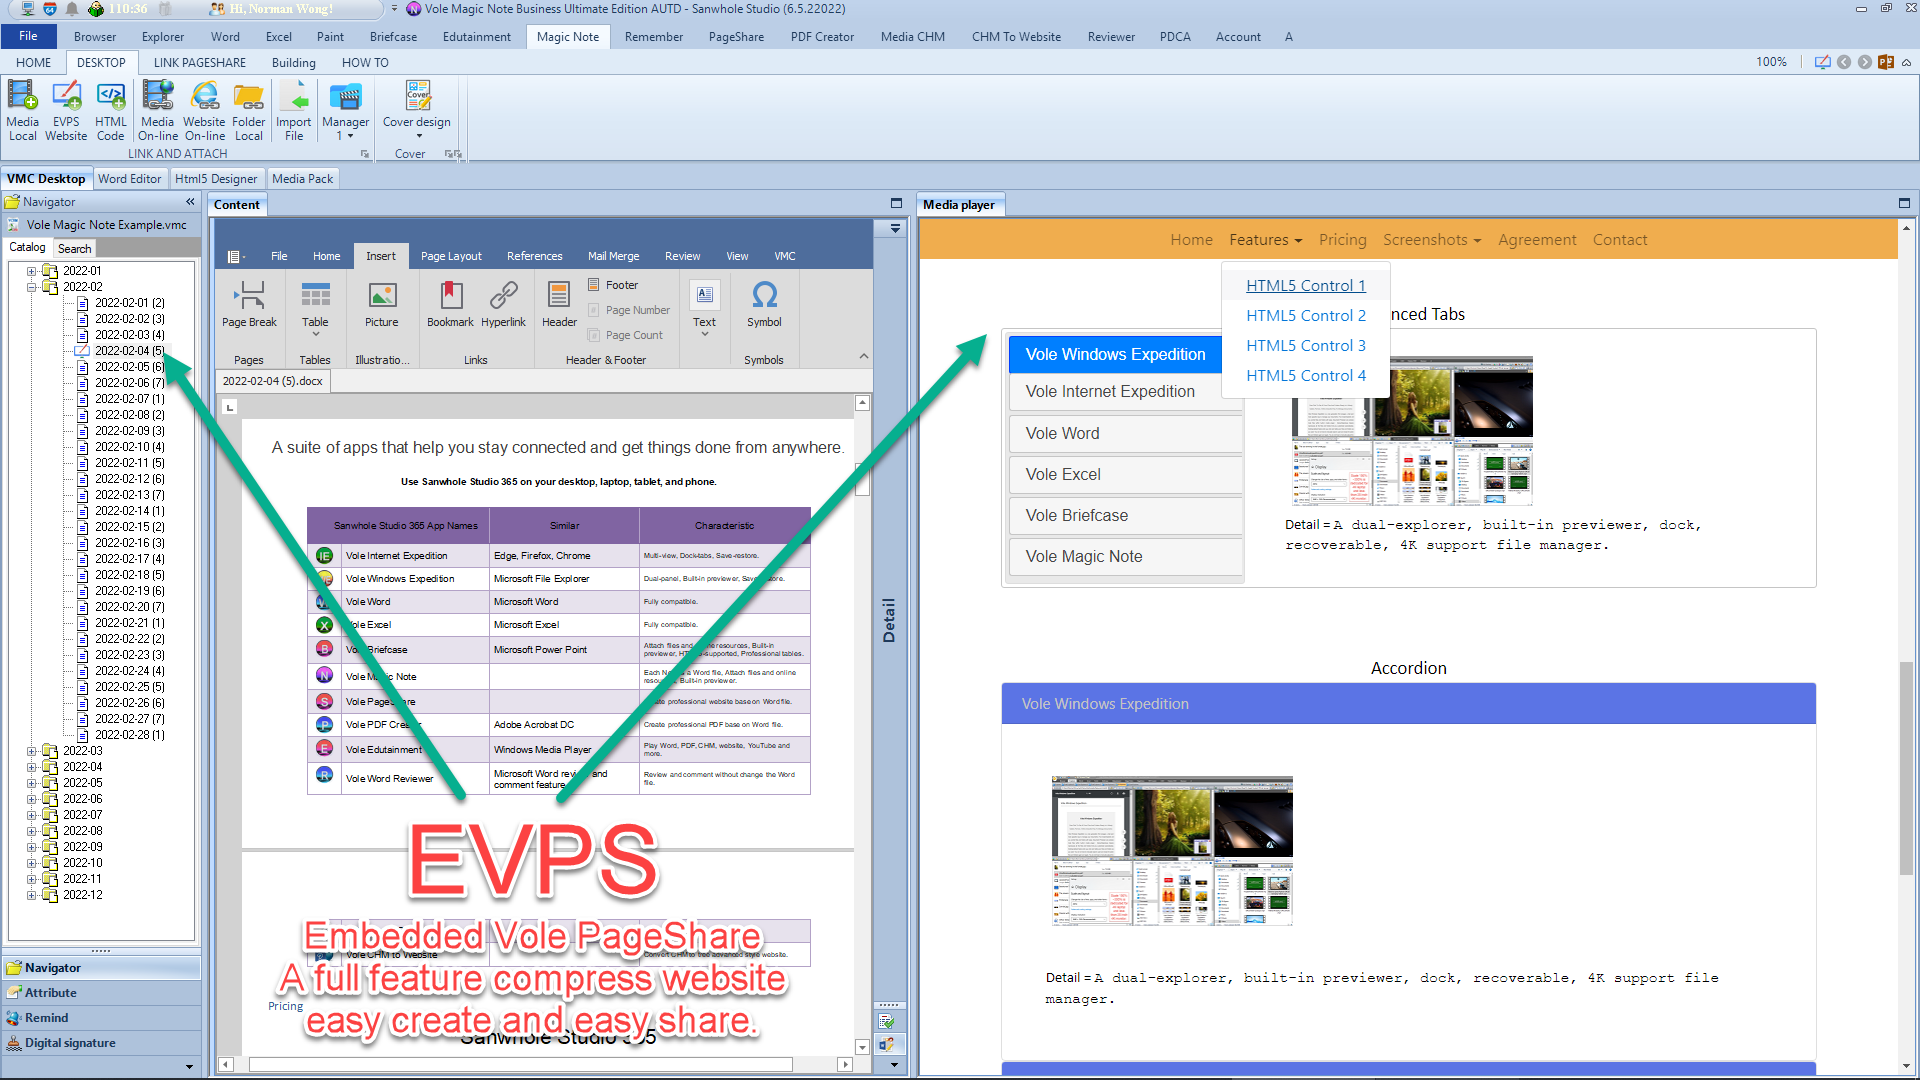 110:36 Hi, Norman Wong!
Vole Magic Note Business Ultimate Edition AUTD - Sanwhole Studio (6.5.22022)
File Browser Explorer Word Excel Paint Briefcase Edutainment Magic Note Remember PageShare PDF Creator Media CHM CHM To Website Reviewer PDCA Account A
HOME DESKTOP LINK PAGESHARE Building HOW TO 100%
Media Local
EVPS Website
HTML Code
Media On-line
Website On-line
Folder Local
Import File
Manager 1
Cover design
LINK AND ATTACH
Cover
VMC Desktop Word Editor Html5 Designer Media Pack
Navigator «
Vole Magic Note Example.vmc
Catalog Search
2022-01
2022-02
2022-02-01 (2)
2022-02-02 (3)
2022-02-03 (4)
2022-02-04 (5)
2022-02-05 (6)
2022-02-06 (7)
2022-02-07 (1)
2022-02-08 (2)
2022-02-09 (3)
2022-02-10 (4)
2022-02-11 (5)
2022-02-12 (6)
2022-02-13 (7)
2022-02-14 (1)
2022-02-15 (2)
2022-02-16 (3)
2022-02-17 (4)
2022-02-18 (5)
2022-02-19 (6)
2022-02-20 (7)
2022-02-21 (1)
2022-02-22 (2)
2022-02-23 (3)
2022-02-24 (4)
2022-02-25 (5)
2022-02-26 (6)
2022-02-27 (7)
2022-02-28 (1)
2022-03
2022-04
2022-05
2022-06
2022-07
2022-08
2022-09
2022-10
2022-11
2022-12
Navigator
Attribute
Remind
Digital signature
Content
File Home Insert Page Layout References Mail Merge Review View VMC
Page Break
Table
Picture
Bookmark
Hyperlink
Header
Footer
Page Number
Page Count
Text
Symbol
Pages Tables Illustratio... Links Header & Footer Symbols
2022-02-04 (5).docx
A suite of apps that help you stay connected and get things done from anywhere.
Use Sanwhole Studio 365 on your desktop, laptop, tablet, and phone.
Sanwhole Studio 365 App Names Similar Characteristic
IE Vole Internet Expedition Edge, Firefox, Chrome Multi-view, Dock-tabs, Save-restore.
Vole Windows Expedition Microsoft File Explorer Dual-panel, Built-in previewer,
Vole Word Microsoft Word Fully compatible.
X Vole Excel Microsoft Excel Fully compatible.
B Briefcase Microsoft Power Point Attach files and resources, Built-in
previewer, Professional tables.
N Vole Note Each a Word file, Attach files and online
Built-in previewer.
S Vole PageShare professional website base on Word file.
P Vole PDF Adobe Acrobat DC Create professional PDF base on Word file.
E Vole Edutainment Windows Media Player Play Word, PDF, CHM, website, YouTube and
more.
R Vole Word Reviewer Microsoft Word and
comment feature
Review and comment without change the Word
file.
EVPS
Embedded Vole PageShare
Vole CHM to Website Convert CHM to advanced style website.
A full feature compress website
Pricing
easy create and easy share.
Sanwhole Studio 365
Detail
Media player
Home Features Pricing Screenshots Agreement Contact
HTML5 Control 1
HTML5 Control 2
HTML5 Control 3
HTML5 Control 4
nced Tabs
Vole Windows Expedition
Vole Internet Expedition
Vole Word
Vole Excel
Vole Briefcase
Vole Magic Note
Detail = A dual-explorer, built-in previewer, dock,
recoverable, 4K support file manager.
Accordion
Vole Windows Expedition
Detail = A dual-explorer, built-in previewer, dock, recoverable, 4K support file
manager.